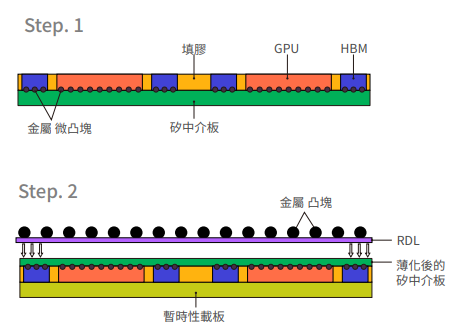 Step. 1
填膠
GPU
HBM
金屬 微凸塊
矽中介板
Step. 2
金屬 凸塊
RDL
薄化後的
矽中介板
暫時性載板